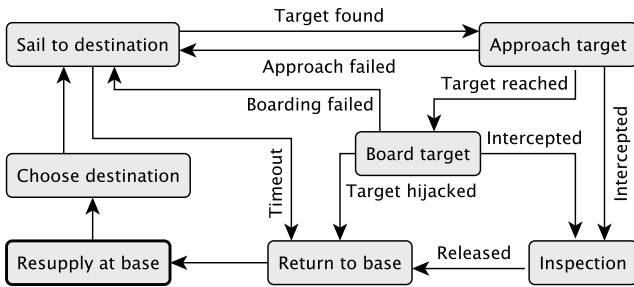 Target found
Sail to destination
Approach target
Approach failed
Target reached
Boarding failed
Intercepted
Intercepted
Board target
Timeout
Choose destination
Target hijacked
Released
Resupply at base
Return to base
Inspection